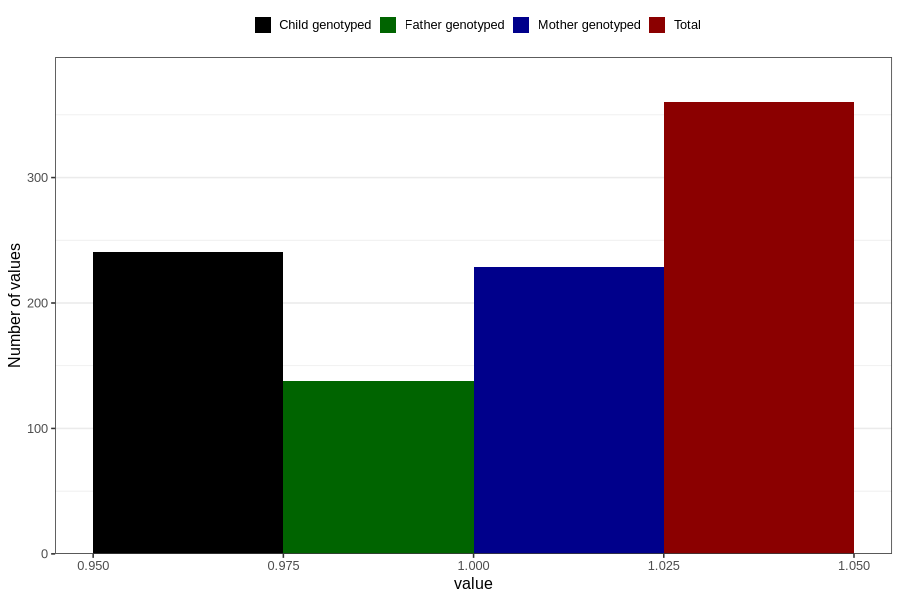 Child genotyped Father genotyped Mother genotyped Total
Number of values
300
200
100
0
0.950 0.975 1.000 1.025 1.050
value